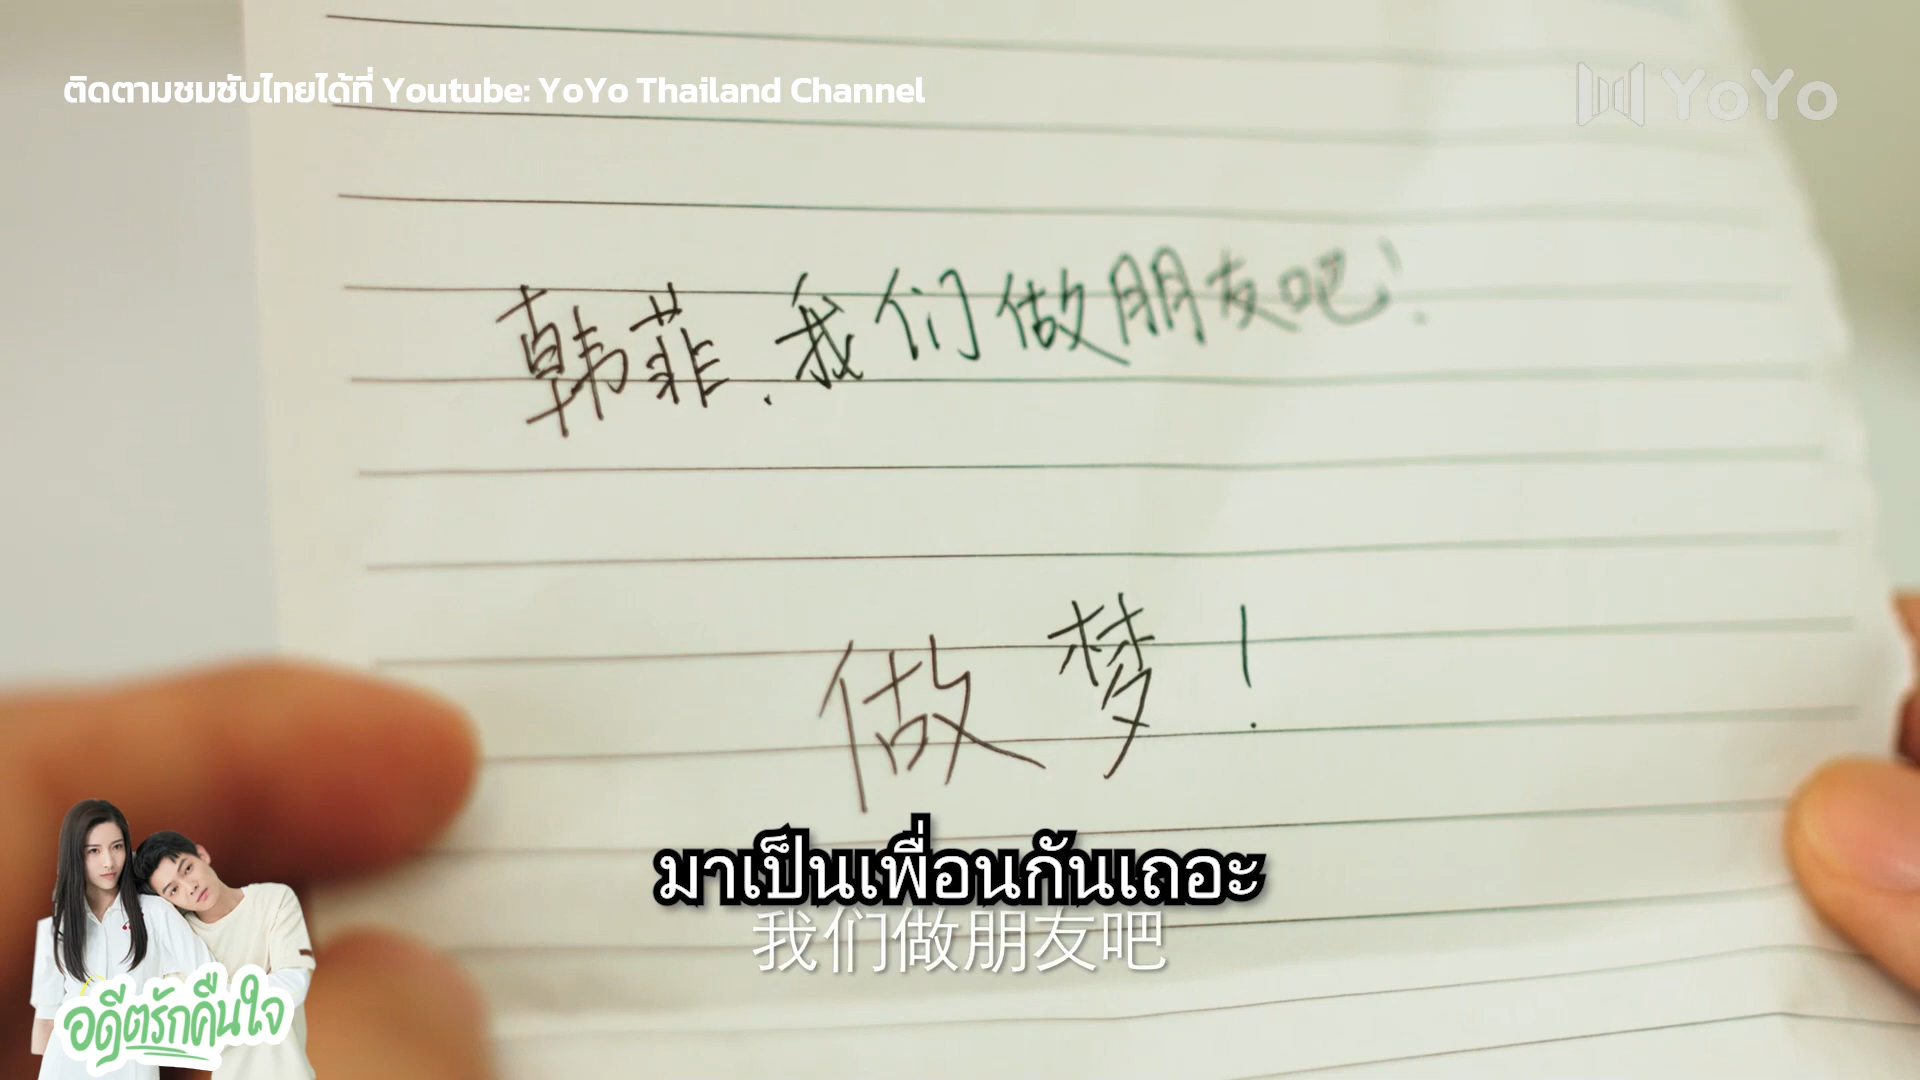 ติดตามชมซับไทยได้ที่ Youtube: YoYo Thailand Channel
YoYo
韩菲.我们做朋友吧!
做梦!
มาเป็นเพื่อนกันเถอะ
我们做朋友吧
อดีตรักคืนใจ